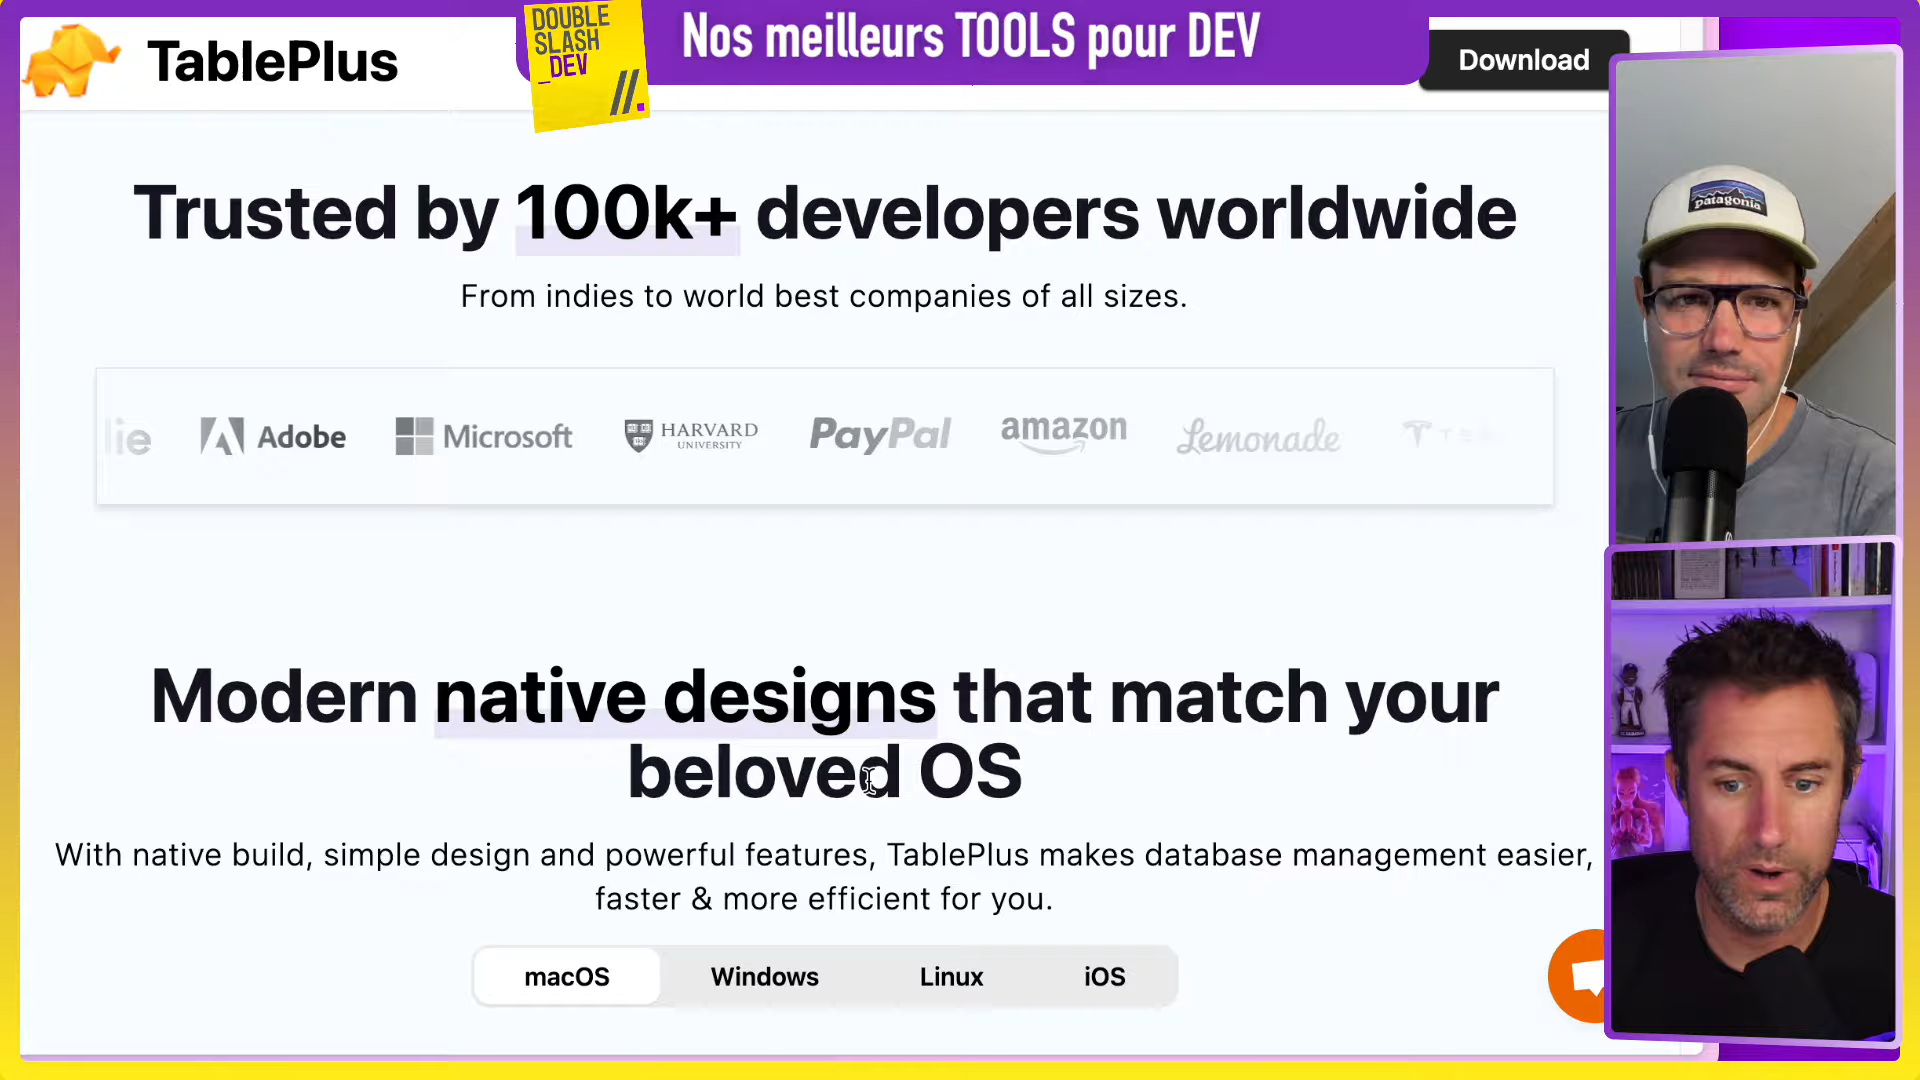 TablePlus
DOUBLE
SLASH
_DEV
//.
Nos meilleurs TOOLS pour DEV
Download
patagonia
Trusted by 100k+ developers worldwide
From indies to world best companies of all sizes.
lie
Adobe
Microsoft
HARVARD
UNIVERSITY
PayPal
amazon
Lemonade
Modern native designs that match your
beloved OS
With native build, simple design and powerful features, TablePlus makes database management easier,
faster & more efficient for you.
macOS
Windows
Linux
iOS